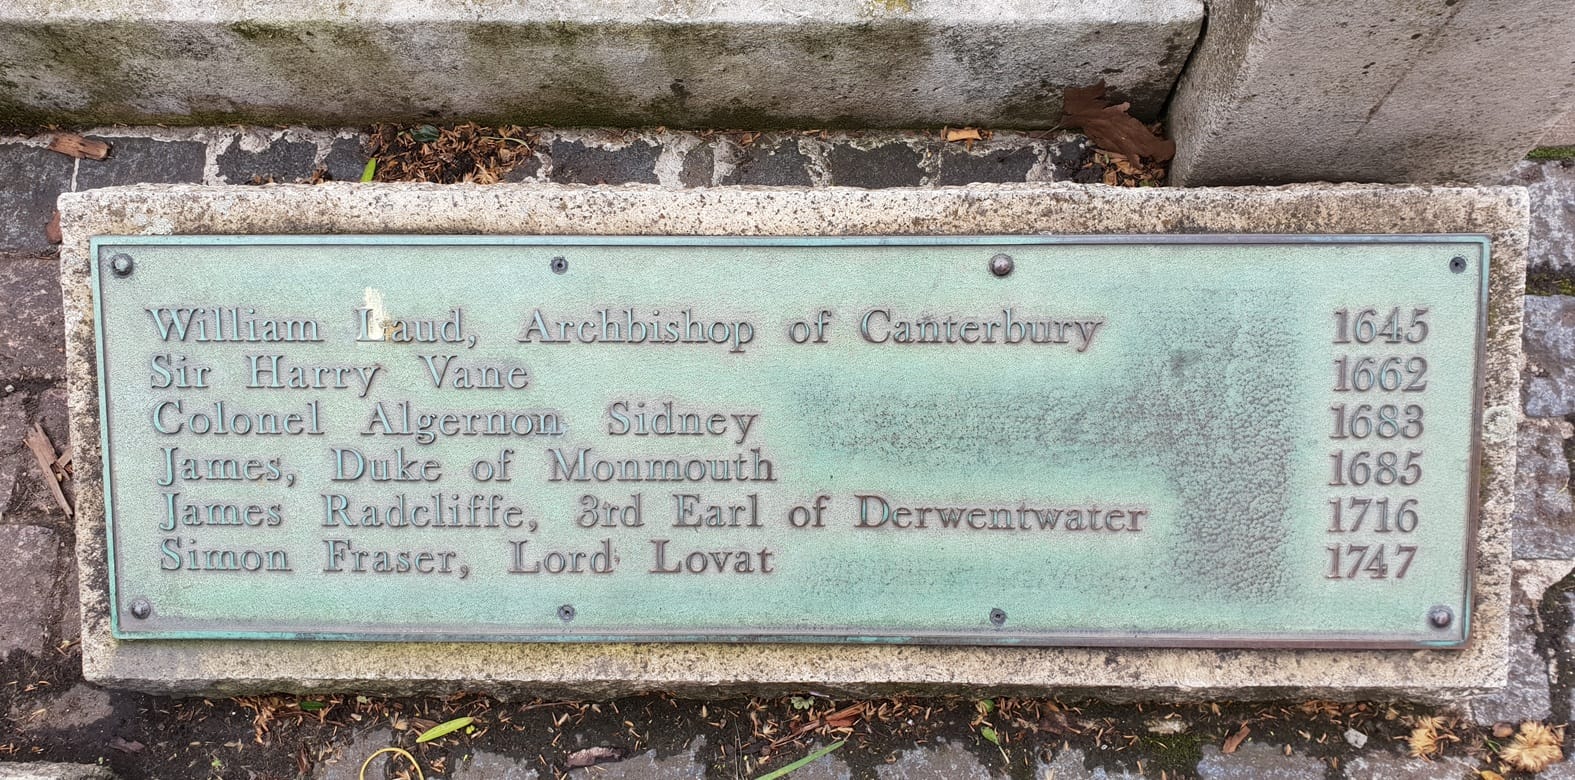 William Laud, Archbishop of Canterbury 1645
Sir Harry Vane 1662
Colonel Algernon Sidney 1683
James, Duke of Monmouth 1685
James Radcliffe, 3rd Earl of Derwentwater 1716
Simon Fraser, Lord Lovat 1747